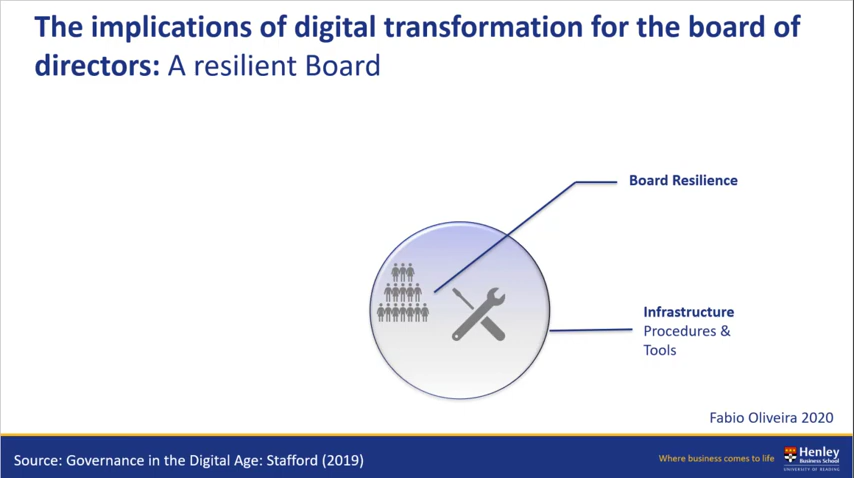 The implications of digital transformation for the board of
directors: A resilient Board
Board Resilience
Infrastructure
Procedures &
Tools
Fabio Oliveira 2020
Source: Governance in the Digital Age: Stafford (2019)
Where business comes to life
Henley
Business School
UNIVERSITY OF READING